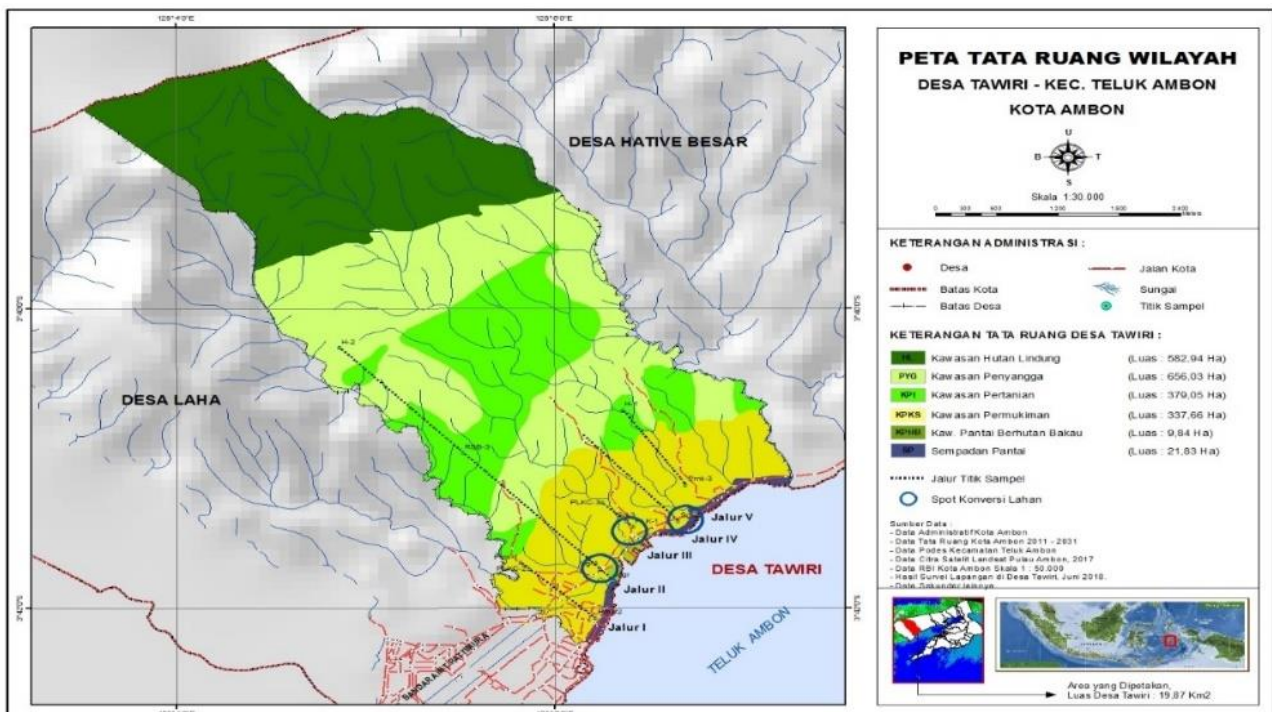 PETA TATA RUANG WILAYAH
DESA TAWIRI - KEC. TELUK AMBON
KOTA AMBON
U
B T
S
Skala 1:30.000
KETERANGAN ADMINISTRASI :
Desa
Jalan Kota
Batas Kota
Sungai
Batas Desa
Titik Sampel
KETERANGAN TATA RUANG DESA TAWIRI :
HL Kawasan Hutan Lindung (Luas : 582,94 Ha)
PYG Kawasan Penyangga (Luas : 656,03 Ha)
KPT Kawasan Pertanian (Luas : 379,05 Ha)
KPKS Kawasan Permukiman (Luas : 337,66 Ha)
Kaw. Pantai Berhutan Bakau (Luas : 9,84 Ha)
SP Sempadan Pantai (Luas : 21,83 Ha)
Jalur Titik Sampel
Spot Konversi Lahan
Sumber Data :
- Data Administratif Kota Ambon
- Data Tata Ruang Kota Ambon 2011 - 2031
- Data Podes Kecamatan Teluk Ambon
- Data Citra Satelit Landsat Pulau Ambon, 2017
- Data RBI Kota Ambon Skala 1 : 50.000
- Hasil Survei Lapangan di Desa Tawiri, Juni 2018.
- Data Sekunder lainnya
Area yang Dipetakan,
Luas Desa Tawiri : 19,87 Km2
DESA HATIVE BESAR
DESA LAHA
H-2
Jalur V
Jalur IV
Jalur III
DESA TAWIRI
Jalur II
Jalur I
TELUK AMBON